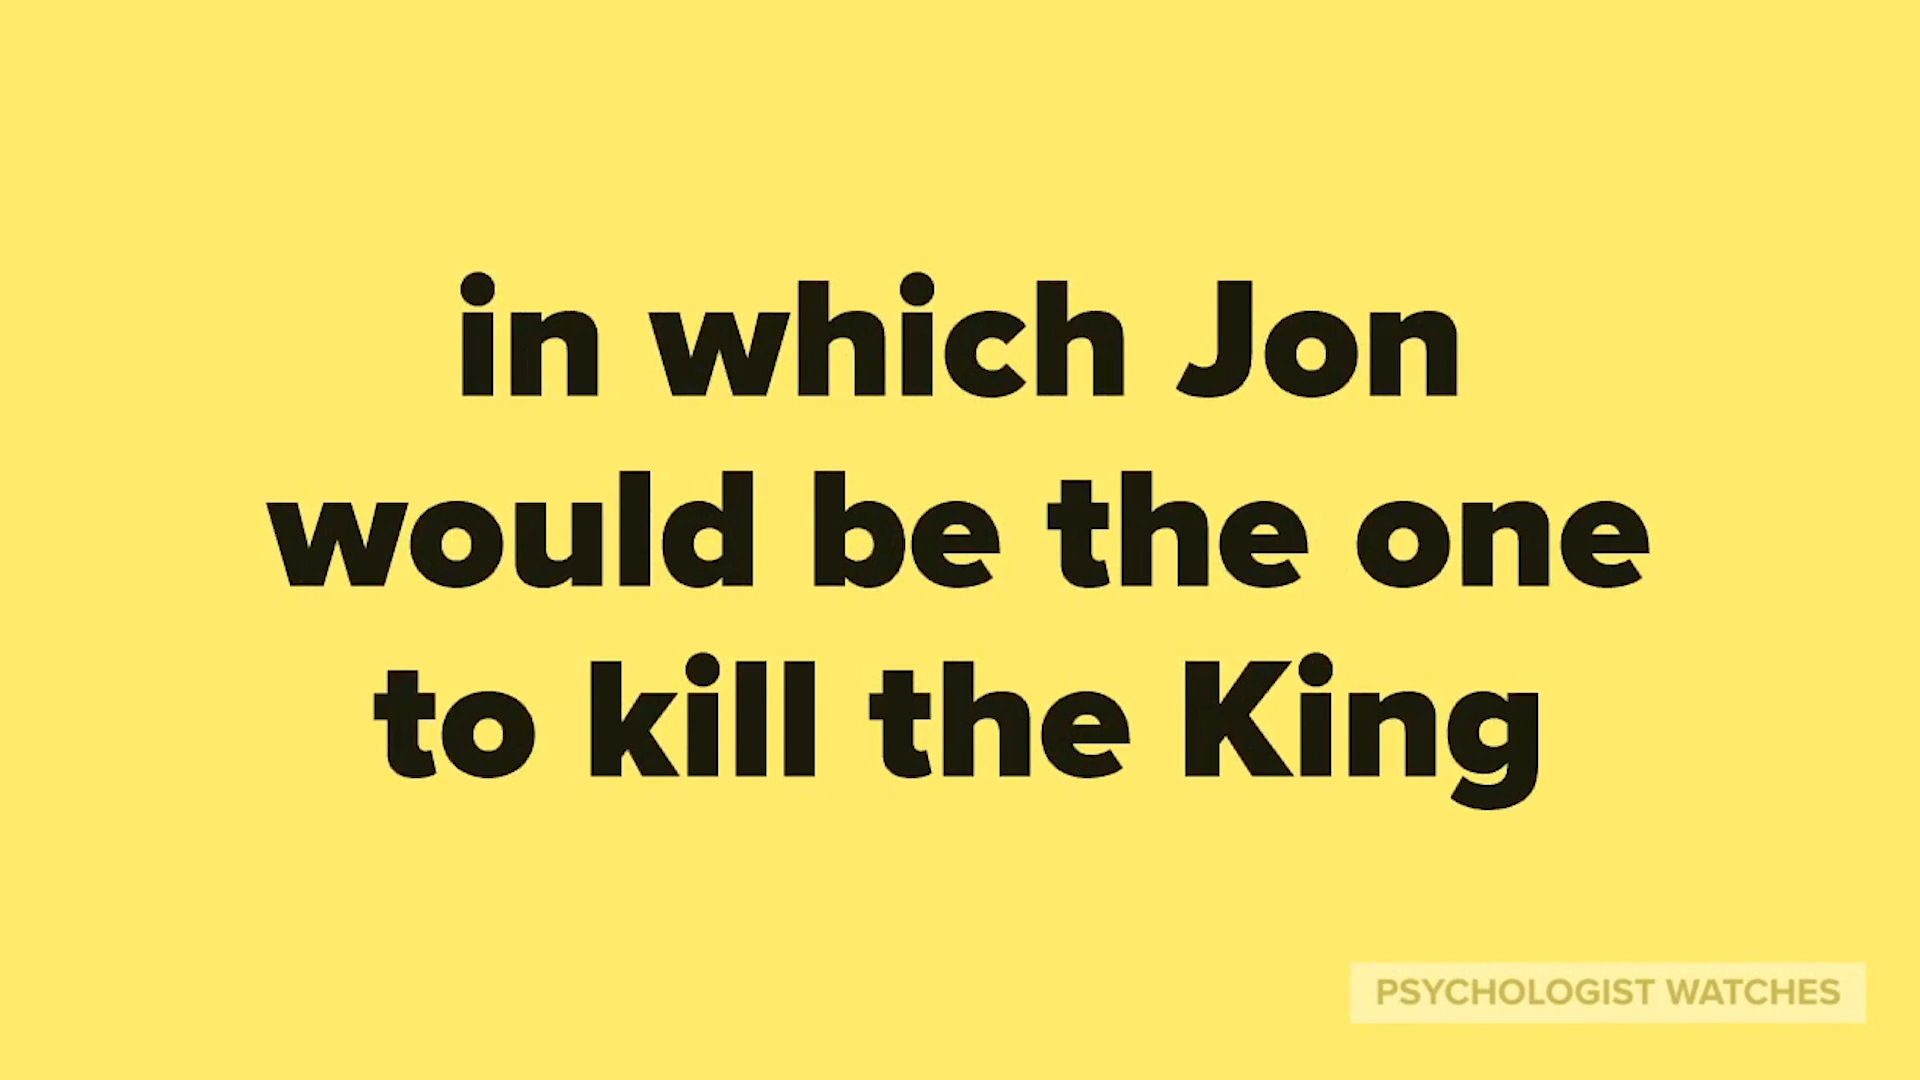 in which Jon
would be the one
to kill the King
PSYCHOLOGIST WATCHES